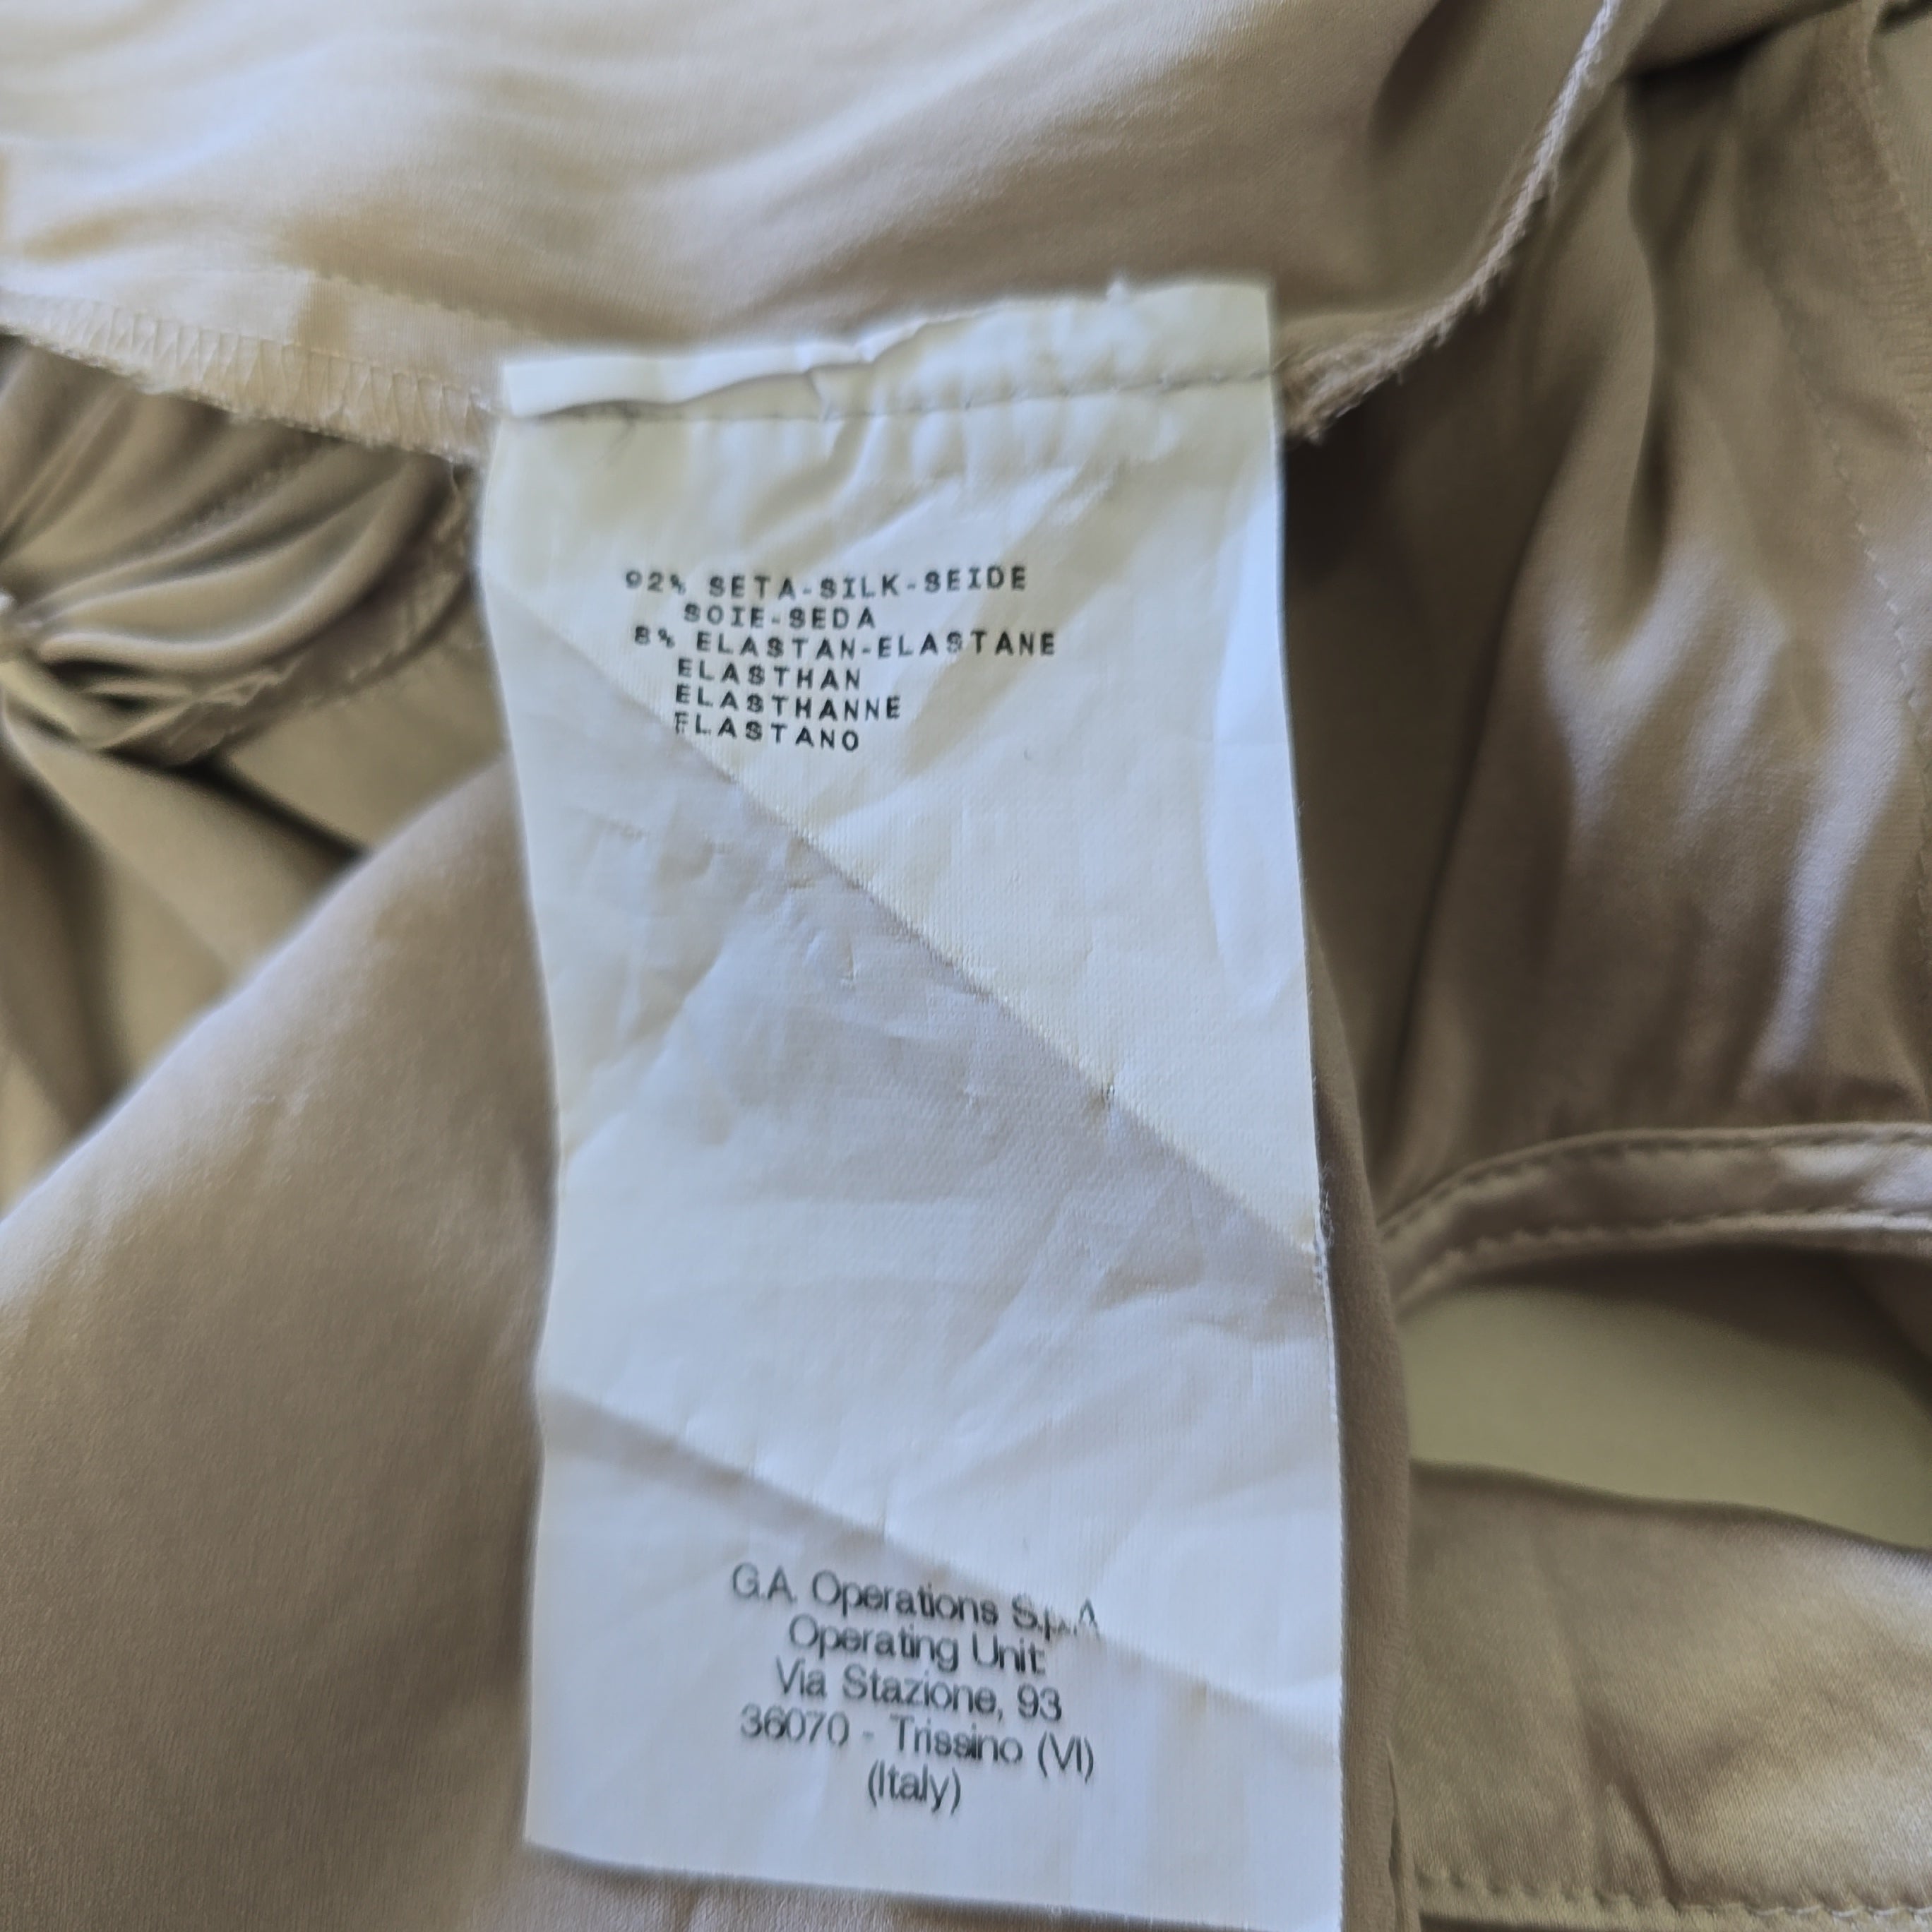 92% SETA-SILK-SEIDE
SOIE-SEDA
8% ELASTAN-ELASTANE
ELASTHAN
ELASTHANNE
ELASTANO
G.A. Operations S.p.A
Operating Unit:
Via Stazione, 93
36070 - Trissino (VI)
(Italy)